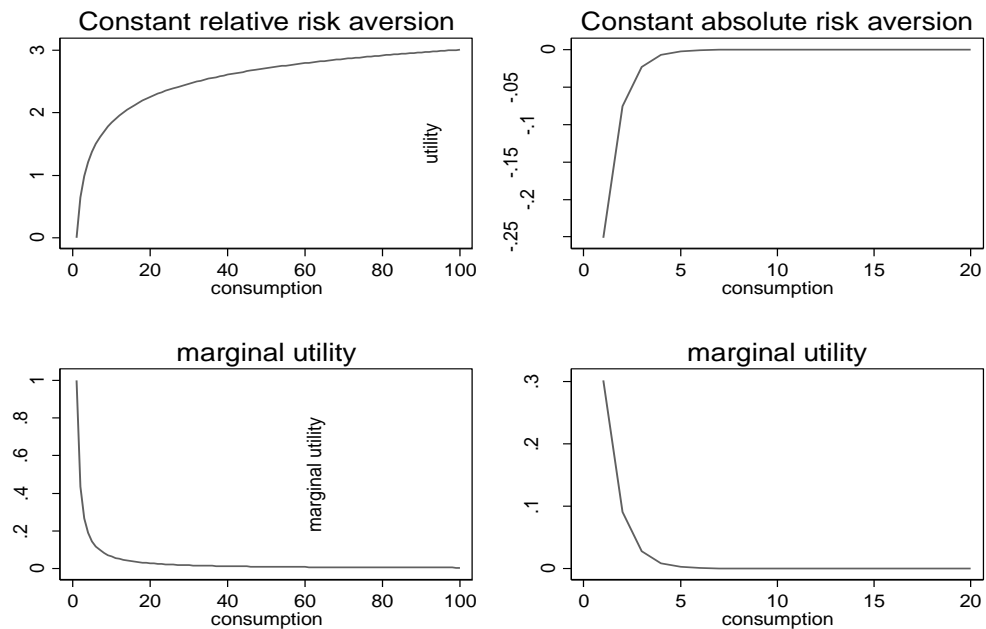 Constant relative risk aversion
3
2
1
0
utility
0 20 40 60 80 100
consumption
Constant absolute risk aversion
0
-.05
-.1
-.15
-.2
-.25
0 5 10 15 20
consumption
marginal utility
1
.8
.6
.4
.2
0
marginal utility
0 20 40 60 80 100
consumption
marginal utility
.3
.2
.1
0
0 5 10 15 20
consumption